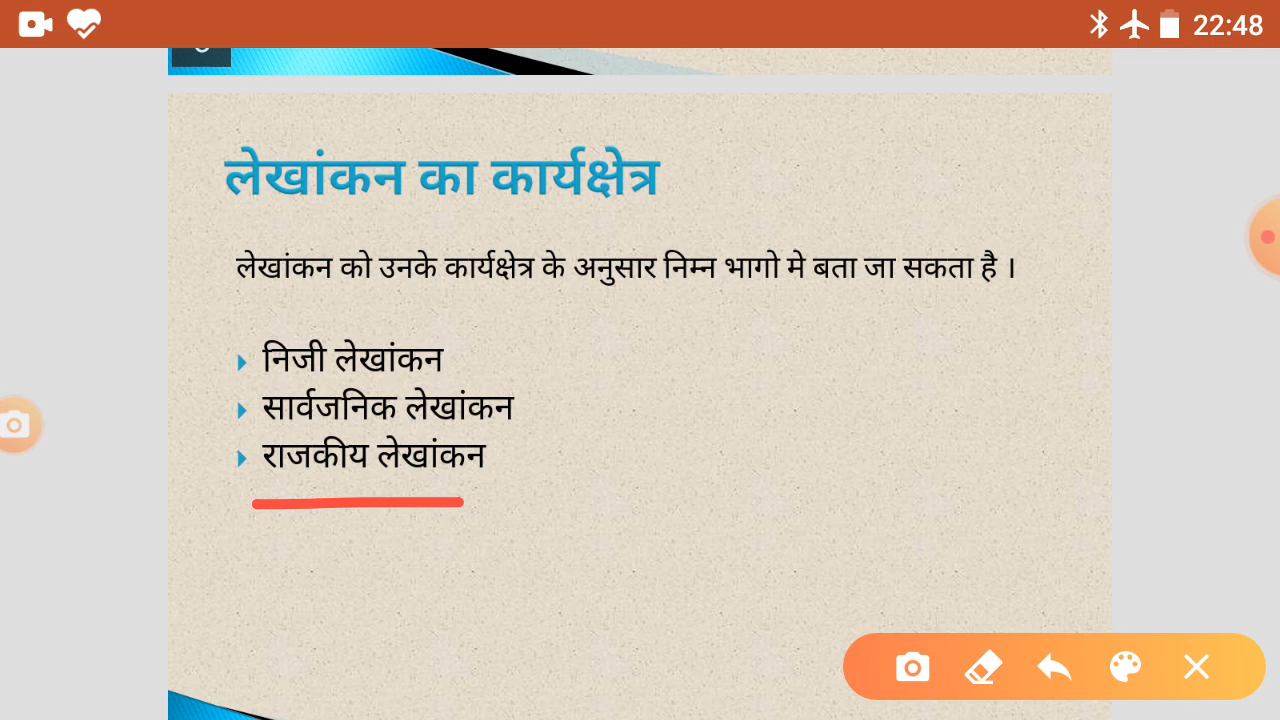 22:48
लेखांकन का कार्यक्षेत्र
लेखांकन को उनके कार्यक्षेत्र के अनुसार निम्न भागो मे बता जा सकता है ।
निजी लेखांकन
सार्वजनिक लेखांकन
राजकीय लेखांकन